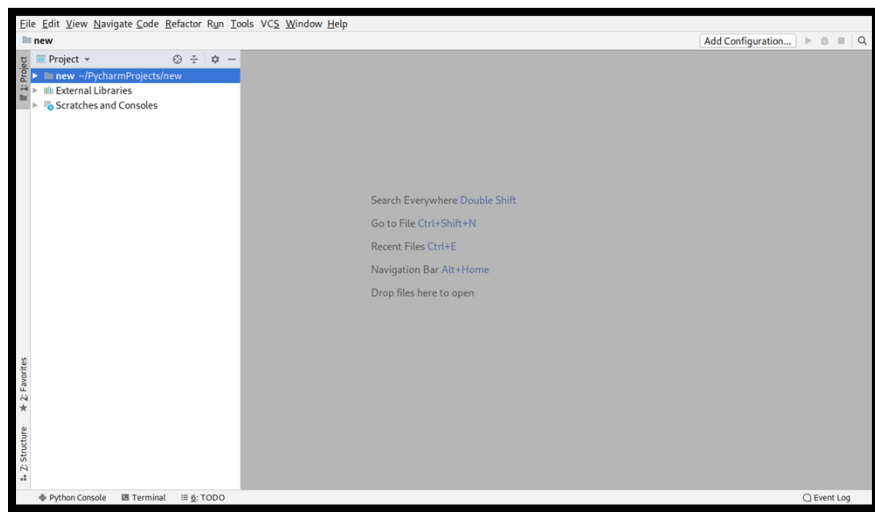 File Edit View Navigate Code Refactor Run Tools VCS Window Help
new
Add Configuration...
1: Project
Project
new ~/PycharmProjects/new
External Libraries
Scratches and Consoles
Search Everywhere Double Shift
Go to File Ctrl+Shift+N
Recent Files Ctrl+E
Navigation Bar Alt+Home
Drop files here to open
2: Favorites
Z: Structure
Python Console Terminal 6: TODO
Event Log